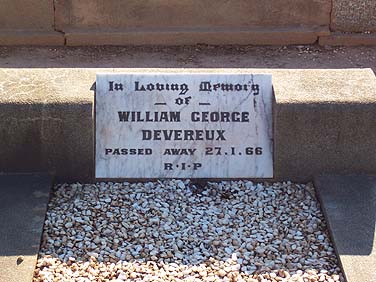 In Loving Memory
— of —
WILLIAM GEORGE
DEVEREUX
PASSED AWAY 27.1.66
R·I·P